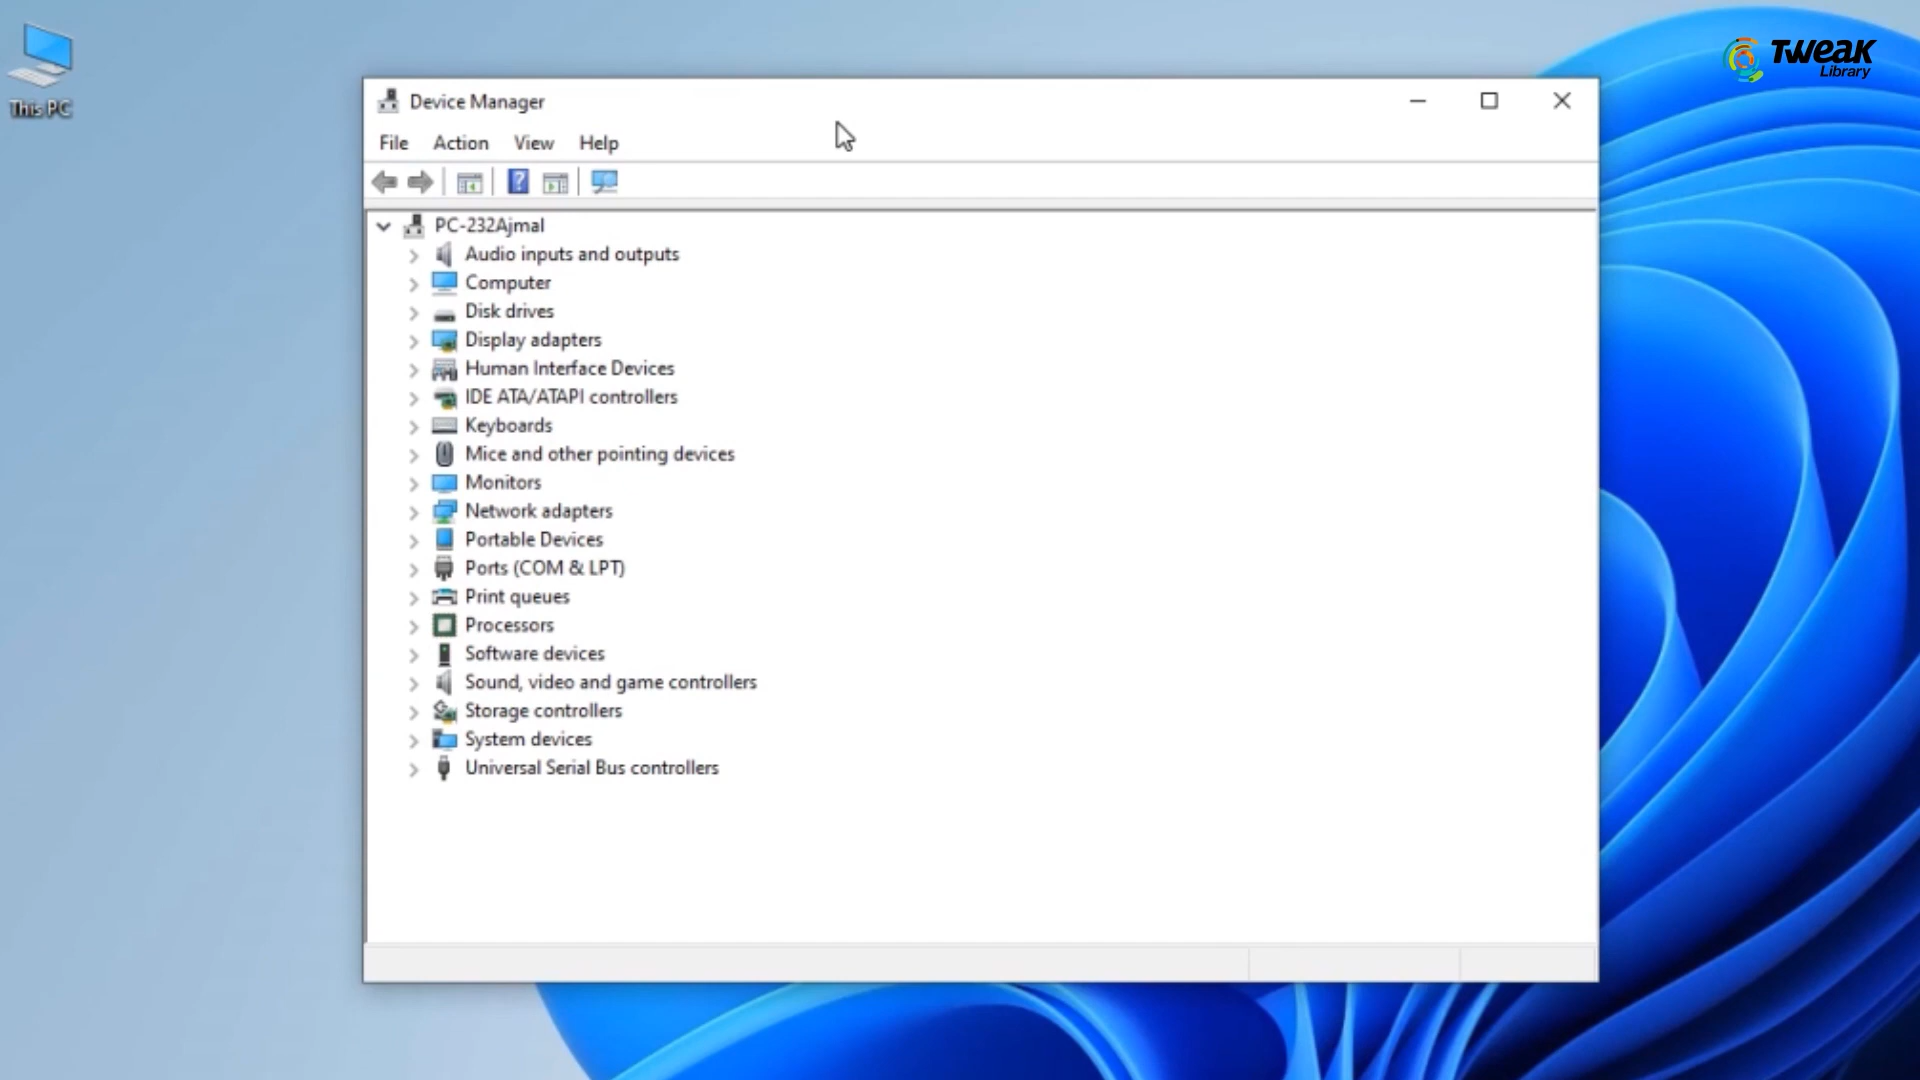 Tweak
Library
This PC
Device Manager
File Action View Help
?
PC-232Ajmal
Audio inputs and outputs
Computer
Disk drives
Display adapters
Human Interface Devices
IDE ATA/ATAPI controllers
Keyboards
Mice and other pointing devices
Monitors
Network adapters
Portable Devices
Ports (COM & LPT)
Print queues
Processors
Software devices
Sound, video and game controllers
Storage controllers
System devices
Universal Serial Bus controllers